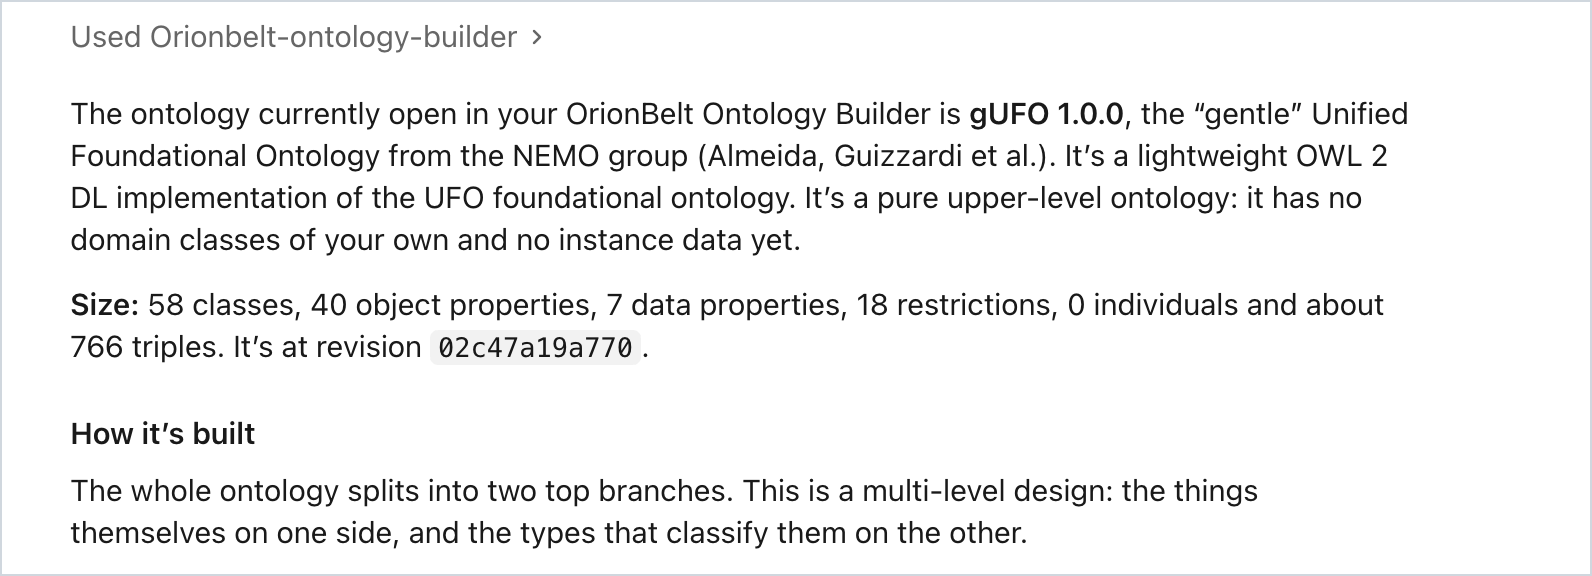 Used Orionbelt-ontology-builder >
The ontology currently open in your OrionBelt Ontology Builder is gUFO 1.0.0, the “gentle” Unified
Foundational Ontology from the NEMO group (Almeida, Guizzardi et al.). It’s a lightweight OWL 2
DL implementation of the UFO foundational ontology. It’s a pure upper-level ontology: it has no
domain classes of your own and no instance data yet.
Size: 58 classes, 40 object properties, 7 data properties, 18 restrictions, 0 individuals and about
766 triples. It’s at revision 02c47a19a770.
How it’s built
The whole ontology splits into two top branches. This is a multi-level design: the things
themselves on one side, and the types that classify them on the other.